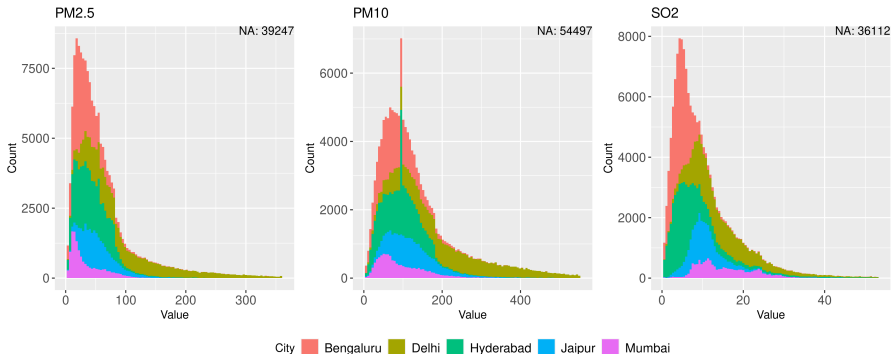 PM2.5
NA: 39247
Count
7500
5000
2500
0
0 100 200 300
Value
PM10
NA: 54497
Count
6000
4000
2000
0
0 200 400
Value
SO2
NA: 36112
Count
8000
6000
4000
2000
0
0 20 40
Value
City Bengaluru Delhi Hyderabad Jaipur Mumbai